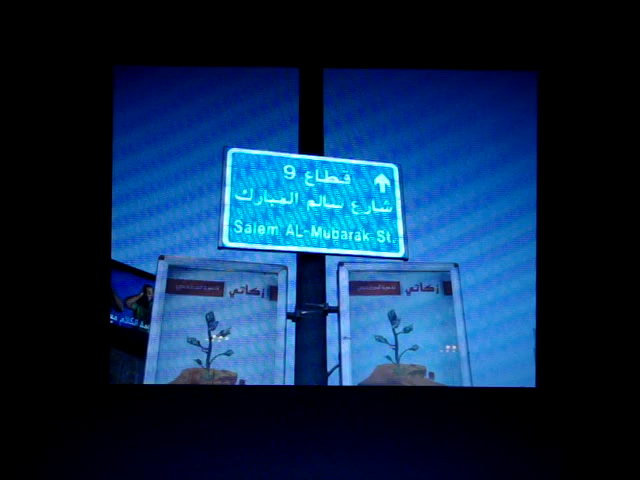 قطاع 9
شارع سالم المبارك
Salem AL-Mubarak St.
زكاتي
زكاتي